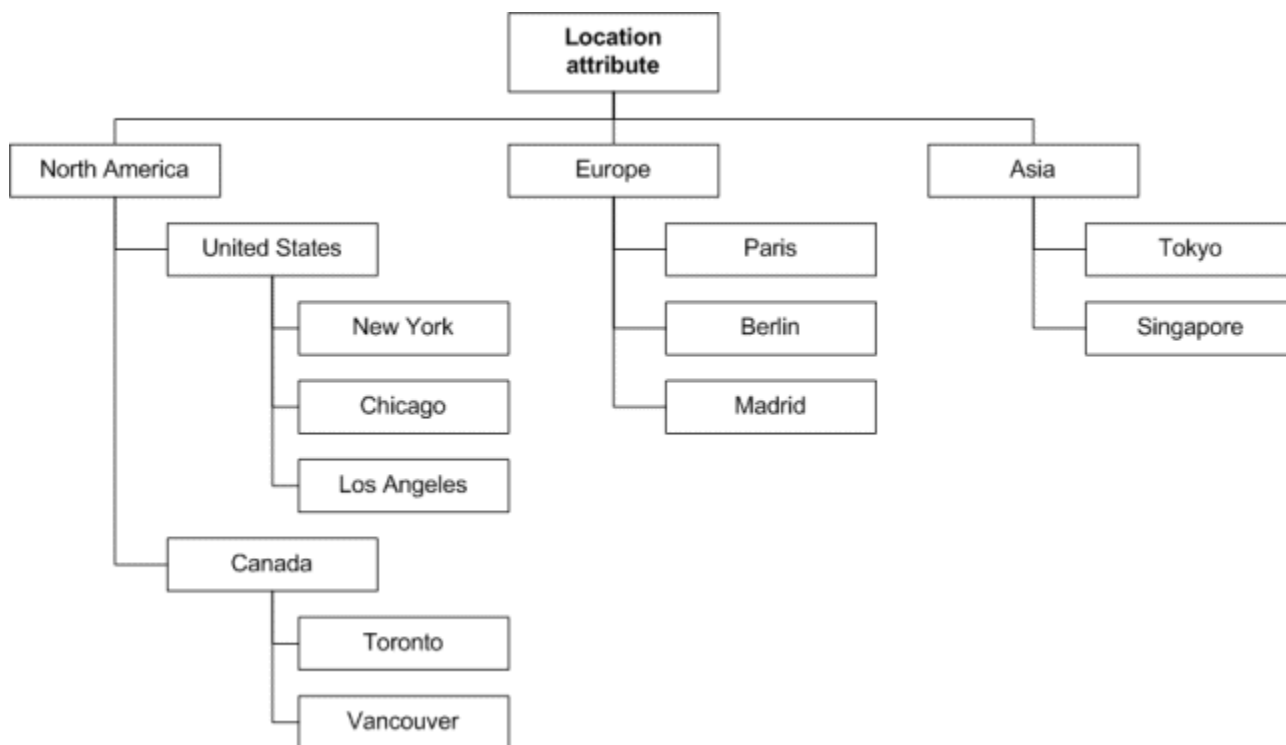 Location
attribute
North America
Europe
Asia
United States
Paris
Tokyo
New York
Berlin
Singapore
Chicago
Madrid
Los Angeles
Canada
Toronto
Vancouver